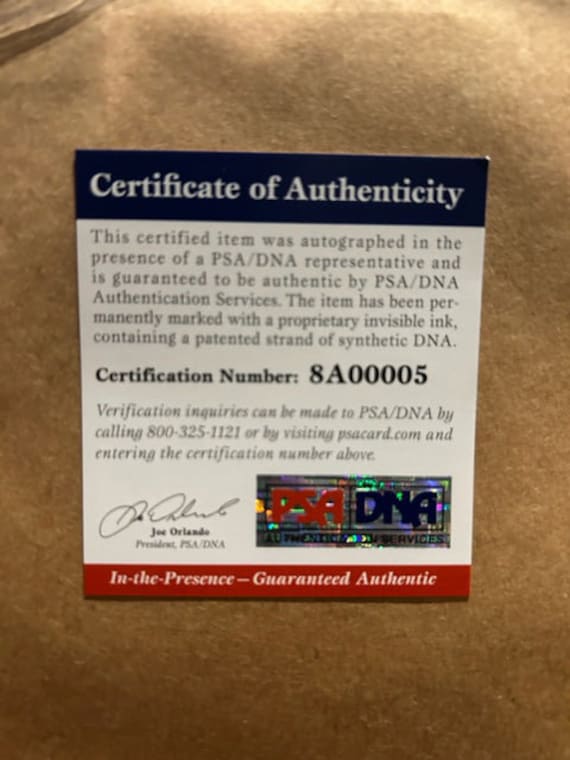 Certificate of Authenticity
This certified item was autographed in the
presence of a PSA/DNA representative and
is guaranteed to be authentic by PSA/DNA
Authentication Services. The item has been per-
manently marked with a proprietary invisible ink,
containing a patented strand of synthetic DNA.
Certification Number: 8A00005
Verification inquiries can be made to PSA/DNA by
calling 800-325-1121 or by visiting psacard.com and
entering the certification number above.
Joe Orlando
President, PSA/DNA
PSA DNA
AUTHENTICATION SERVICES
In-the-Presence — Guaranteed Authentic